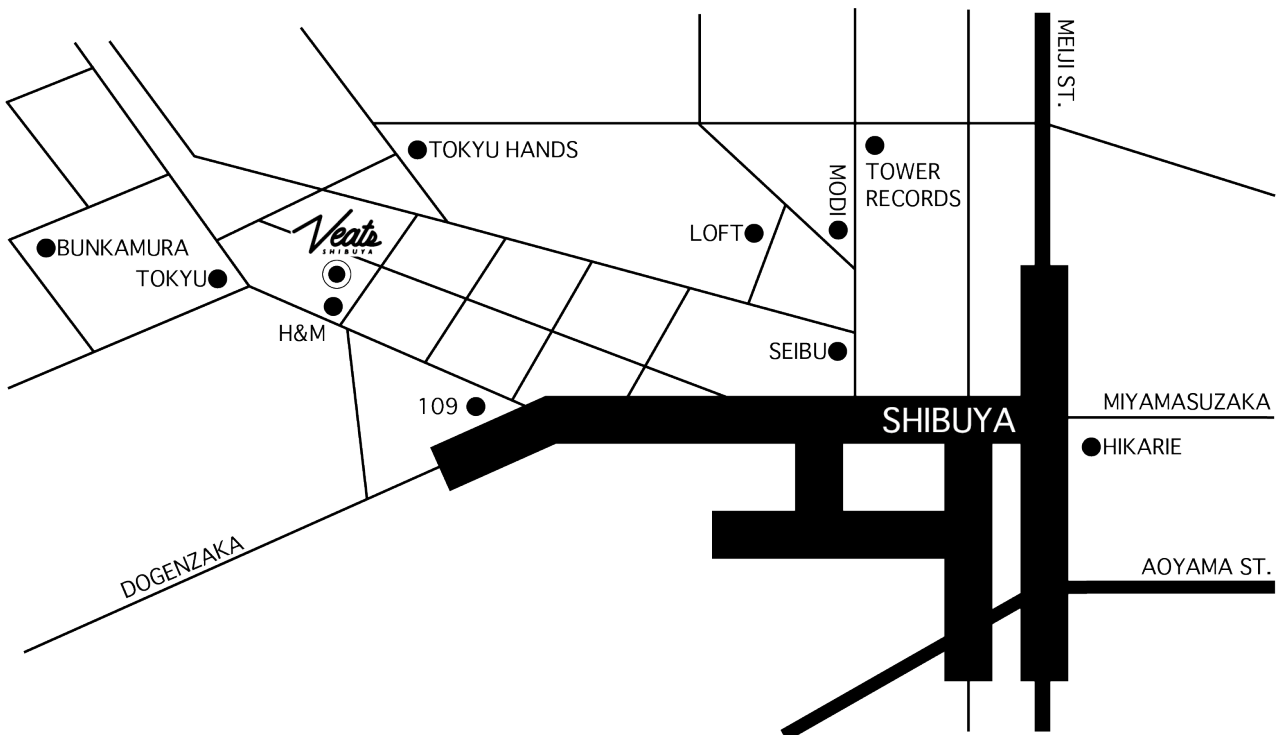 MEIJI ST.
TOKYU HANDS
TOWER
RECORDS
MODI
LOFT
BUNKAMURA
TOKYU
Neats
SHIBUYA
H&M
SEIBU
109
SHIBUYA
MIYAMASUZAKA
HIKARIE
DOGENZAKA
AOYAMA ST.